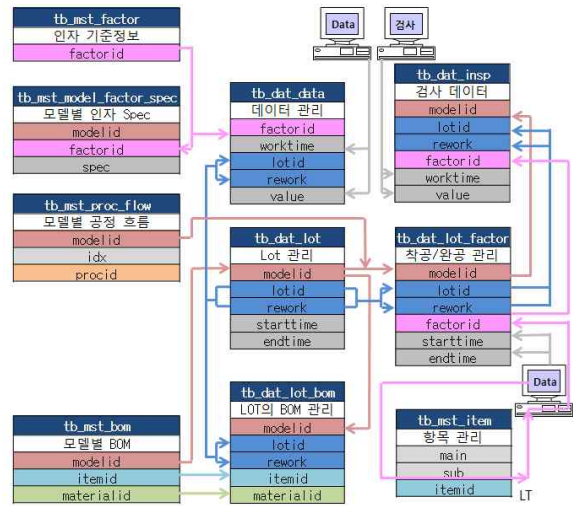 tb_mst_factor
인자 기준정보
factorid
Data
검사
tb_mst_model_factor_spec
모델별 인자 Spec
modelid
factorid
spec
tb_dat_data
데이터 관리
factorid
worktime
lotid
rework
value
tb_dat_insp
검사 데이터
modelid
lotid
rework
factorid
worktime
value
tb_mst_proc_flow
모델별 공정 흐름
modelid
idx
procid
tb_dat_lot
Lot 관리
modelid
lotid
rework
starttime
endtime
tb_dat_lot_factor
착공/완공 관리
modelid
lotid
rework
factorid
starttime
endtime
Data
tb_mst_bom
모델별 BOM
modelid
itemid
materialid
tb_dat_lot_bom
LOT의 BOM 관리
modelid
lotid
rework
itemid
materialid
tb_mst_item
항목 관리
main
sub
itemid
LT